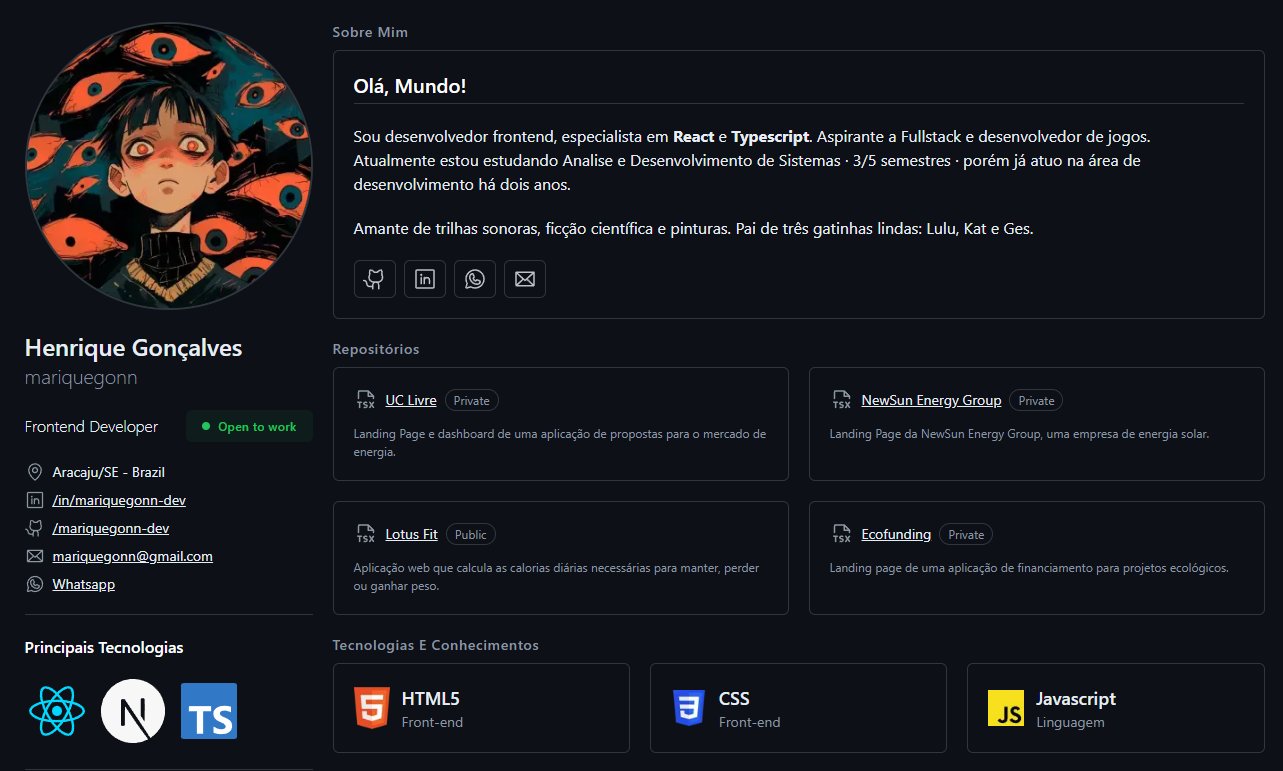 Henrique Gonçalves
mariquegonn
Frontend Developer
Open to work
Aracaju/SE - Brazil
/in/mariquegonn-dev
/mariquegonn-dev
mariquegonn@gmail.com
Whatsapp
Principais Tecnologias
N
TS
Sobre Mim
Olá, Mundo!
Sou desenvolvedor frontend, especialista em React e Typescript. Aspirante a Fullstack e desenvolvedor de jogos.
Atualmente estou estudando Analise e Desenvolvimento de Sistemas · 3/5 semestres · porém já atuo na área de
desenvolvimento há dois anos.
Amante de trilhas sonoras, ficção científica e pinturas. Pai de três gatinhas lindas: Lulu, Kat e Ges.
Repositórios
TSX UC Livre Private
Landing Page e dashboard de uma aplicação de propostas para o mercado de
energia.
TSX NewSun Energy Group Private
Landing Page da NewSun Energy Group, uma empresa de energia solar.
TSX Lotus Fit Public
Aplicação web que calcula as calorias diárias necessárias para manter, perder
ou ganhar peso.
TSX Ecofunding Private
Landing page de uma aplicação de financiamento para projetos ecológicos.
Tecnologias E Conhecimentos
5 HTML5
Front-end
3 CSS
Front-end
JS Javascript
Linguagem